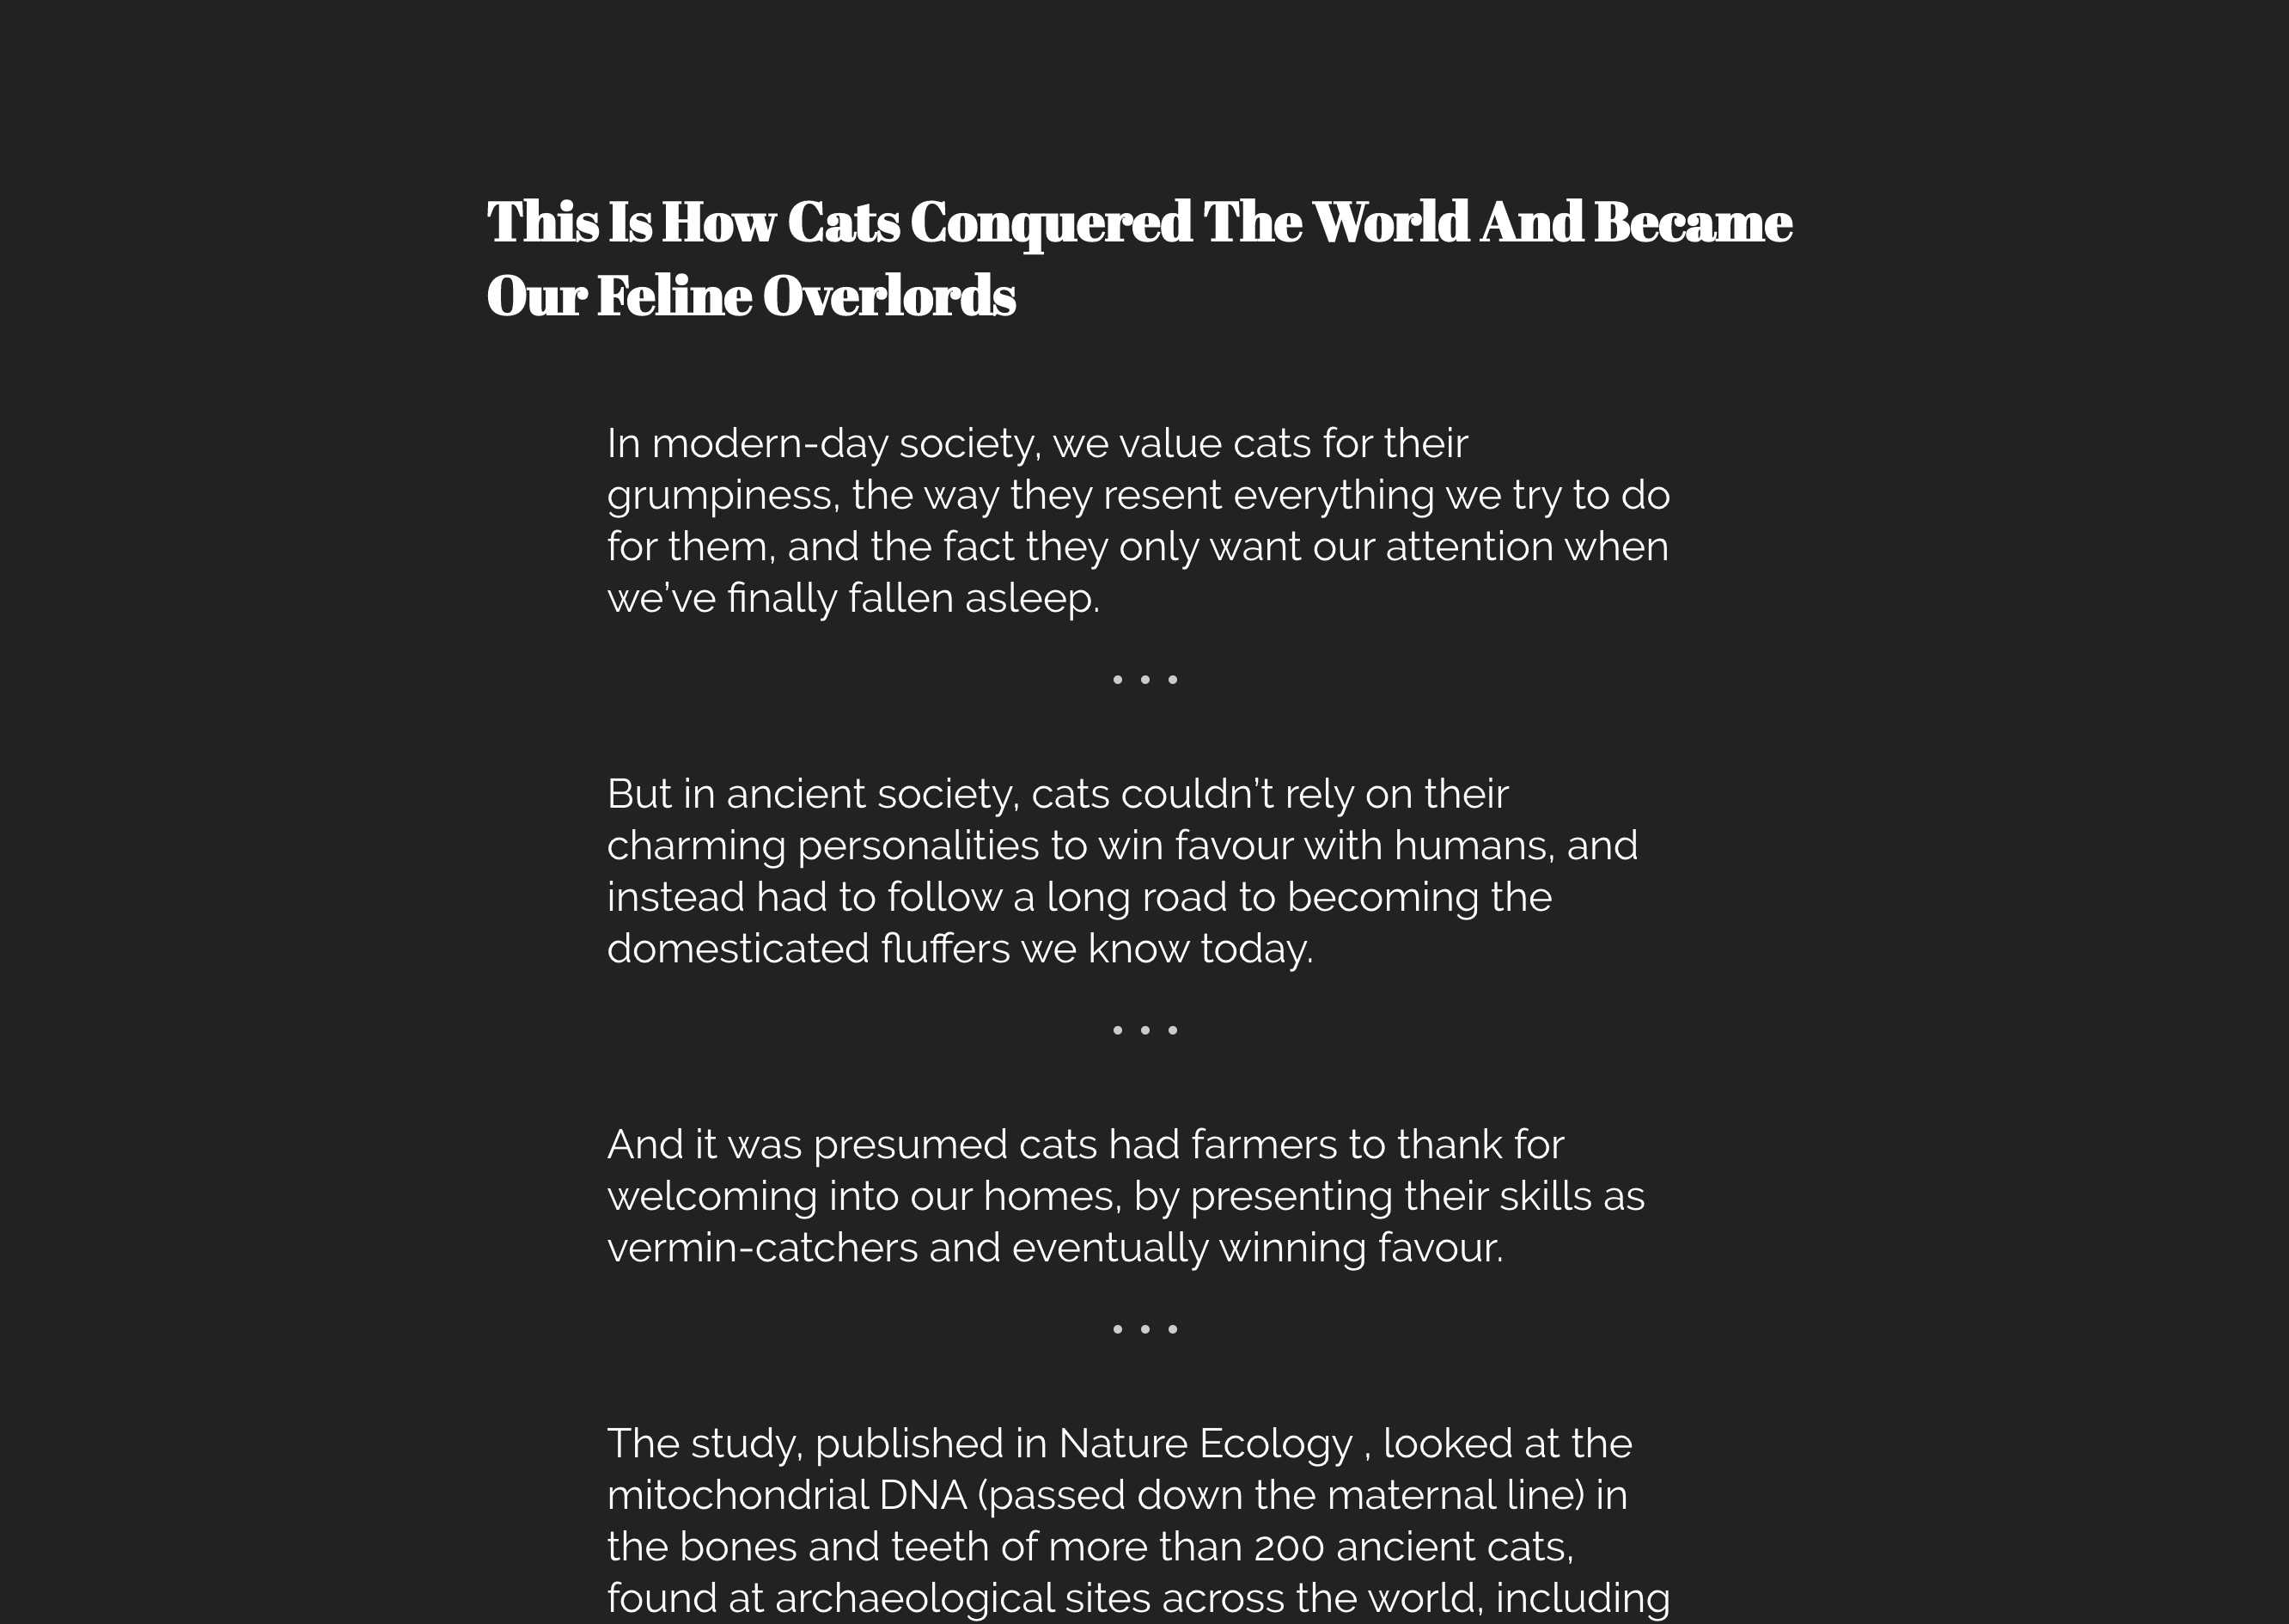 This Is How Cats Conquered The World And Became
Our Feline Overlords
In modern-day society, we value cats for their
grumpiness, the way they resent everything we try to do
for them, and the fact they only want our attention when
we've finally fallen asleep.
• • •
But in ancient society, cats couldn’t rely on their
charming personalities to win favour with humans, and
instead had to follow a long road to becoming the
domesticated fluffers we know today.
• • •
And it was presumed cats had farmers to thank for
welcoming into our homes, by presenting their skills as
vermin-catchers and eventually winning favour.
• • •
The study, published in Nature Ecology , looked at the
mitochondrial DNA (passed down the maternal line) in
the bones and teeth of more than 200 ancient cats,
found at archaeological sites across the world, including